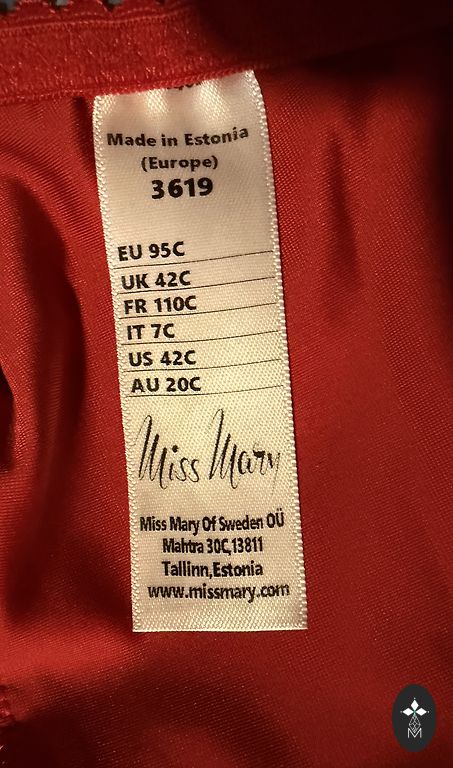 Made in Estonia
(Europe)
3619
EU 95C
UK 42C
FR 110C
IT 7C
US 42C
AU 20C
Miss Mary
Miss Mary Of Sweden OÜ
Mahtra 30C,13811
Tallinn,Estonia
www.missmary.com
M